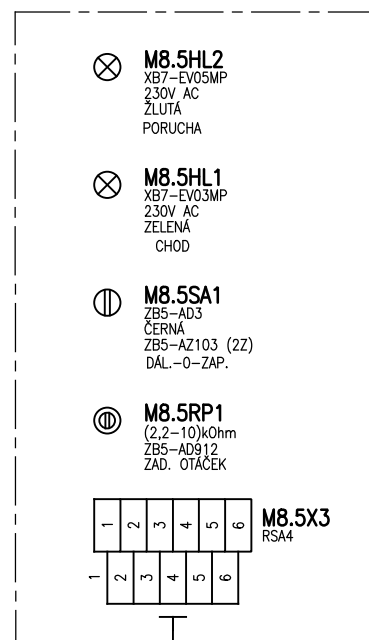 M8.5HL2
XB7-EV05MP
230V AC
ŽLUTÁ
PORUCHA
M8.5HL1
XB7-EV03MP
230V AC
ZELENÁ
CHOD
M8.5SA1
ZB5-AD3
ČERNÁ
ZB5-AZ103 (2Z)
DÁL.-0-ZAP.
M8.5RP1
(2,2-10)kOhm
ZB5-AD912
ZAD. OTÁČEK
1 2 3 4 5 6
M8.5X3
RSA4
1 2 3 4 5 6